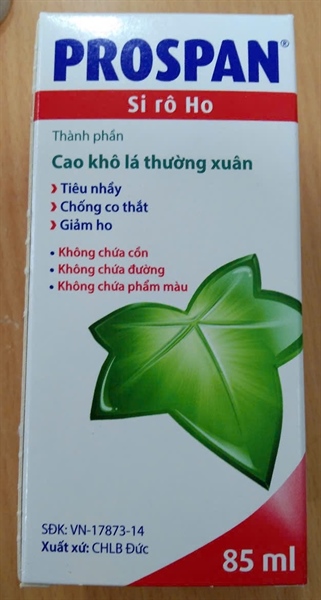 PROSPAN®
Si rô Ho
Thành phần
Cao khô lá thường xuân
Tiêu nhầy
Chống co thắt
Giảm ho
• Không chứa cồn
• Không chứa đường
• Không chứa phẩm màu
SĐK: VN-17873-14
Xuất xứ: CHLB Đức
85 ml